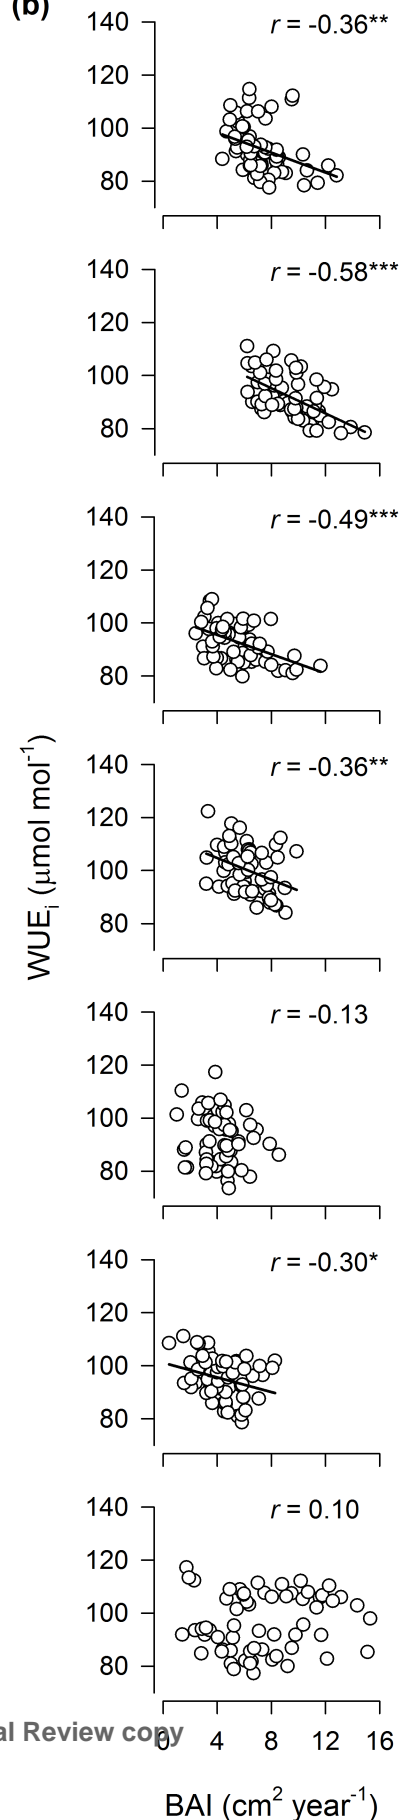 (b)
r = -0.36**
140
120
100
80
r = -0.58***
140
120
100
80
r = -0.49***
140
120
100
80
r = -0.36**
140
120
100
80
WUEi (μmol mol-1)
r = -0.13
140
120
100
80
r = -0.30*
140
120
100
80
r = 0.10
140
120
100
80
al Review copy
0 4 8 12 16
BAI (cm2 year-1)